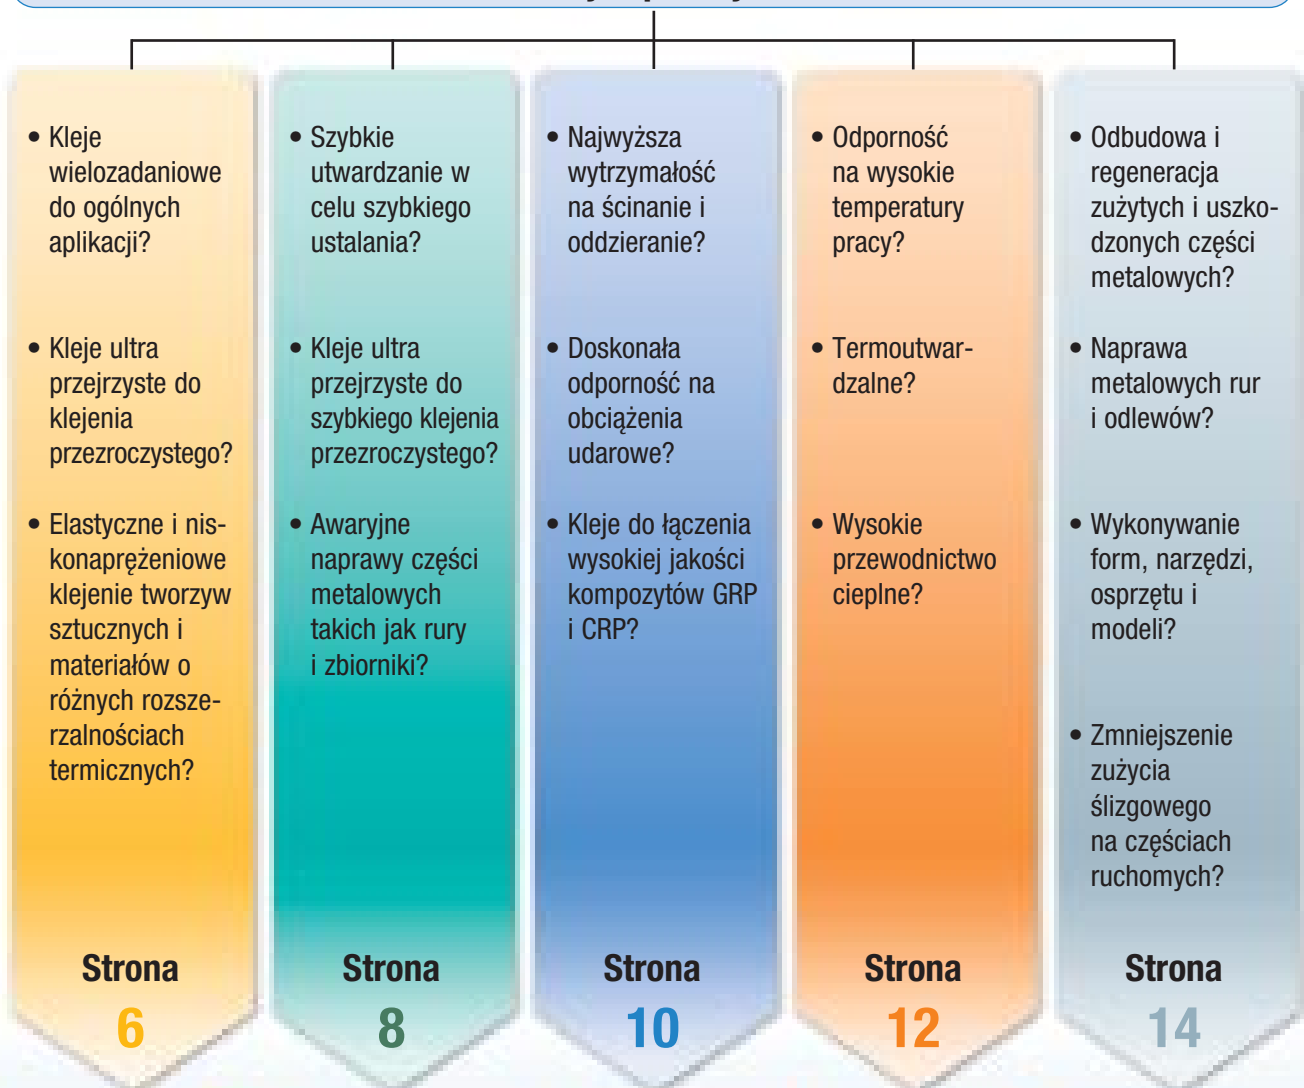 • Kleje
wielozadaniowe
do ogólnych
aplikacji?
• Kleje ultra
przejrzyste do
klejenia
przezroczystego?
• Elastyczne i nis-
konaprężeniowe
klejenie tworzyw
sztucznych i
materiałów o
różnych rozsze-
rzalnościach
termicznych?
Strona
6
• Szybkie
utwardzanie w
celu szybkiego
ustalania?
• Kleje ultra
przejrzyste do
szybkiego klejenia
przezroczystego?
• Awaryjne
naprawy części
metalowych
takich jak rury
i zbiorniki?
Strona
8
• Najwyższa
wytrzymałość
na ścinanie i
oddzieranie?
• Doskonała
odporność na
obciążenia
udarowe?
• Kleje do łączenia
wysokiej jakości
kompozytów GRP
i CRP?
Strona
10
• Odporność
na wysokie
temperatury
pracy?
• Termoutwar-
dzalne?
• Wysokie
przewodnictwo
cieplne?
Strona
12
• Odbudowa i
regeneracja
zużytych i uszko-
dzonych części
metalowych?
• Naprawa
metalowych rur
i odlewów?
• Wykonywanie
form, narzędzi,
osprzętu i
modeli?
• Zmniejszenie
zużycia
ślizgowego
na częściach
ruchomych?
Strona
14